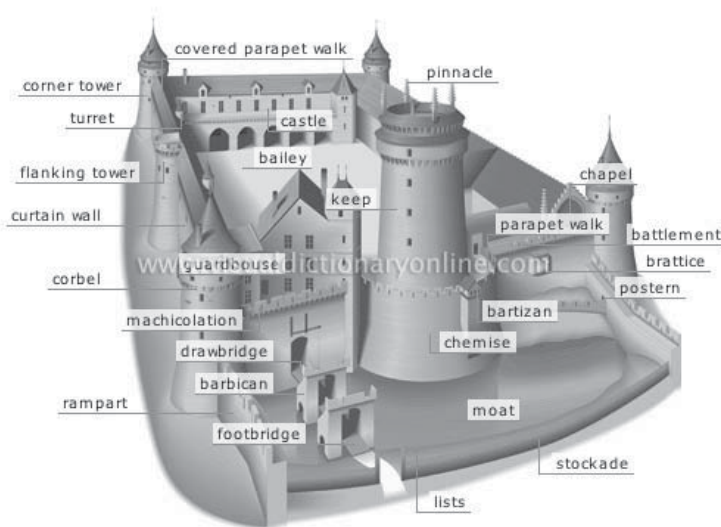 covered parapet walk
pinnacle
corner tower
turret
castle
bailey
flanking tower
chapel
keep
curtain wall
parapet walk
battlement
guardhouse
brattice
corbel
postern
machicolation
bartizan
drawbridge
chemise
barbican
rampart
moat
footbridge
stockade
lists